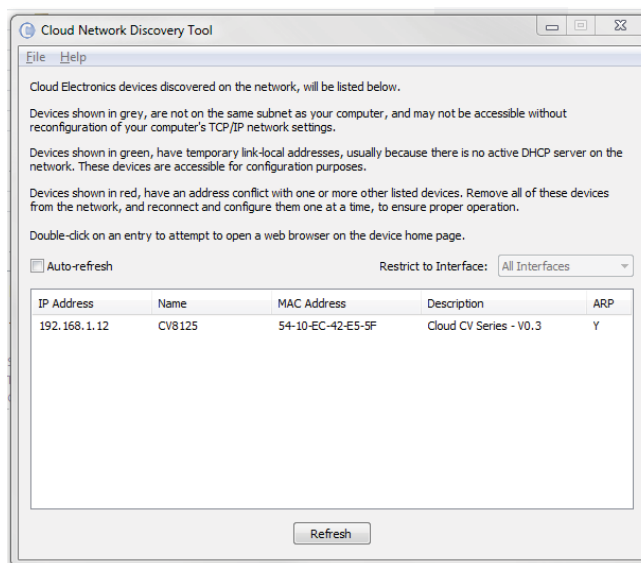 Cloud Network Discovery Tool
File Help
Cloud Electronics devices discovered on the network, will be listed below.
Devices shown in grey, are not on the same subnet as your computer, and may not be accessible without
reconfiguration of your computer's TCP/IP network settings.
Devices shown in green, have temporary link-local addresses, usually because there is no active DHCP server on the
network. These devices are accessible for configuration purposes.
Devices shown in red, have an address conflict with one or more other listed devices. Remove all of these devices
from the network, and reconnect and configure them one at a time, to ensure proper operation.
Double-click on an entry to attempt to open a web browser on the device home page.
Auto-refresh Restrict to Interface: All Interfaces
IP Address Name MAC Address Description ARP
192.168.1.12 CV8125 54-10-EC-42-E5-5F Cloud CV Series - V0.3 Y
Refresh